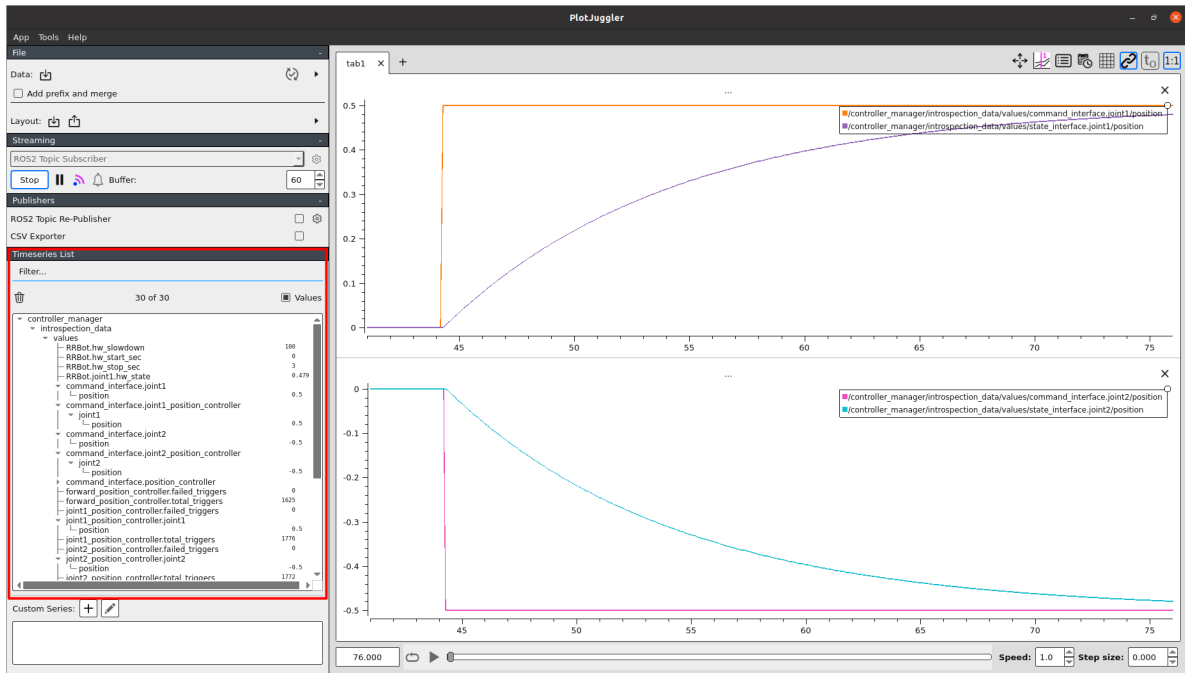 PlotJuggler
App Tools Help
File -
Data:
Add prefix and merge
Layout:
Streaming -
ROS2 Topic Subscriber
Stop Buffer: 60
Publishers -
ROS2 Topic Re-Publisher
CSV Exporter
Timeseries List
Filter...
30 of 30 Values
controller_manager
introspection_data
values
RRBot.hw_slowdown 100
RRBot.hw_start_sec 0
RRBot.hw_stop_sec 3
RRBot.joint1.hw_state 0.479
command_interface.joint1
position 0.5
command_interface.joint1_position_controller
joint1
position 0.5
command_interface.joint2
position -0.5
command_interface.joint2_position_controller
joint2
position -0.5
command_interface.position_controller
forward_position_controller.failed_triggers 0
forward_position_controller.total_triggers 1625
joint1_position_controller.failed_triggers 0
joint1_position_controller.joint1
position 0.5
joint1_position_controller.total_triggers 1776
joint2_position_controller.failed_triggers 0
joint2_position_controller.joint2
position -0.5
joint2_position_controller.total_triggers 1772
Custom Series:
tab1 X +
t0 1:1
...
/controller_manager/introspection_data/values/command_interface.joint1/position
/controller_manager/introspection_data/values/state_interface.joint1/position
0.5
0.4
0.3
0.2
0.1
0
45 50 55 60 65 70 75
...
/controller_manager/introspection_data/values/command_interface.joint2/position
/controller_manager/introspection_data/values/state_interface.joint2/position
0
-0.1
-0.2
-0.3
-0.4
-0.5
45 50 55 60 65 70 75
76.000 Speed: 1.0 Step size: 0.000